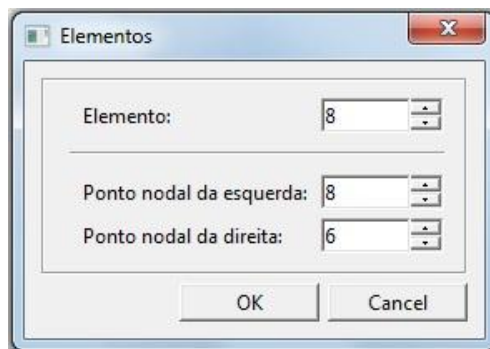 Elementos
Elemento: 8
Ponto nodal da esquerda: 8
Ponto nodal da direita: 6
OK Cancel